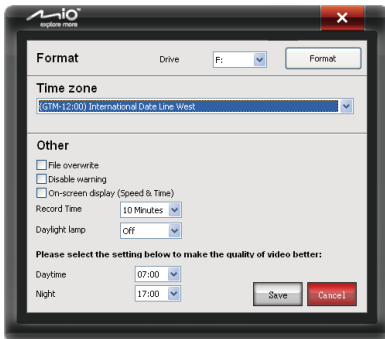 Mio
explore more
Format
Drive F: Format
Time zone
(GTM-12:00) International Date Line West
Other
File overwrite
Disable warning
On-screen display (Speed & Time)
Record Time 10 Minutes
Daylight lamp Off
Please select the setting below to make the quality of video better:
Daytime 07:00
Night 17:00
Save Cancel